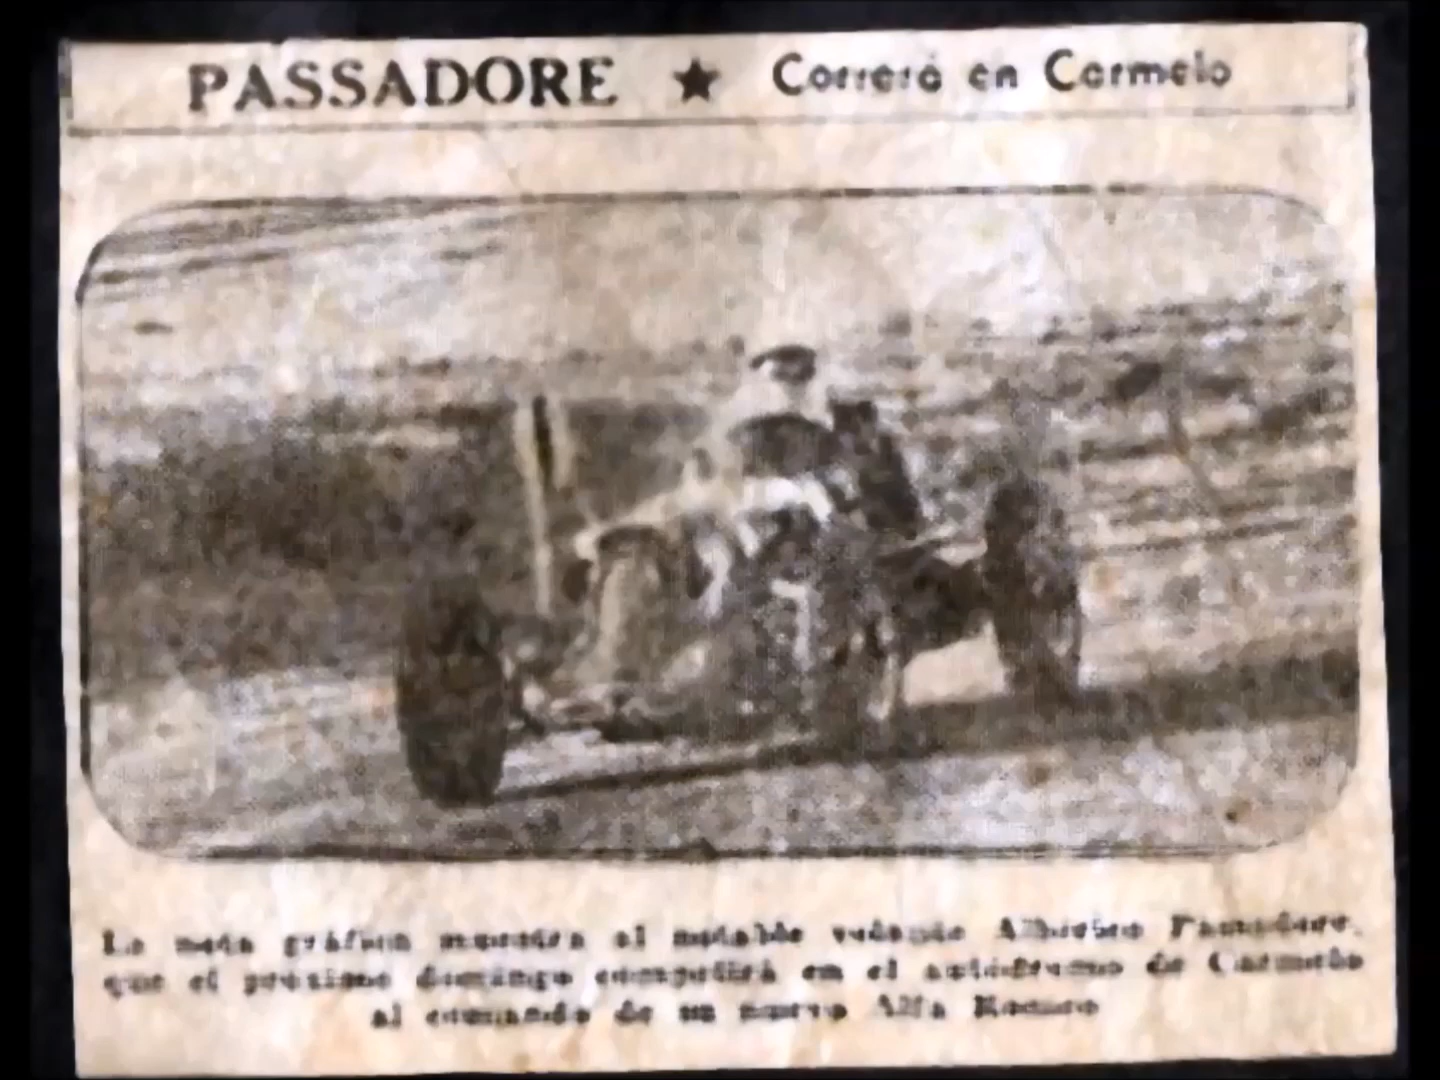 PASSADORE ★ Correrá en Carmelo
La nota gráfica muestra al notable volante Passadore,
que el próximo domingo competirá en el autódromo de Carmelo
al comando de un nuevo Alfa Romeo